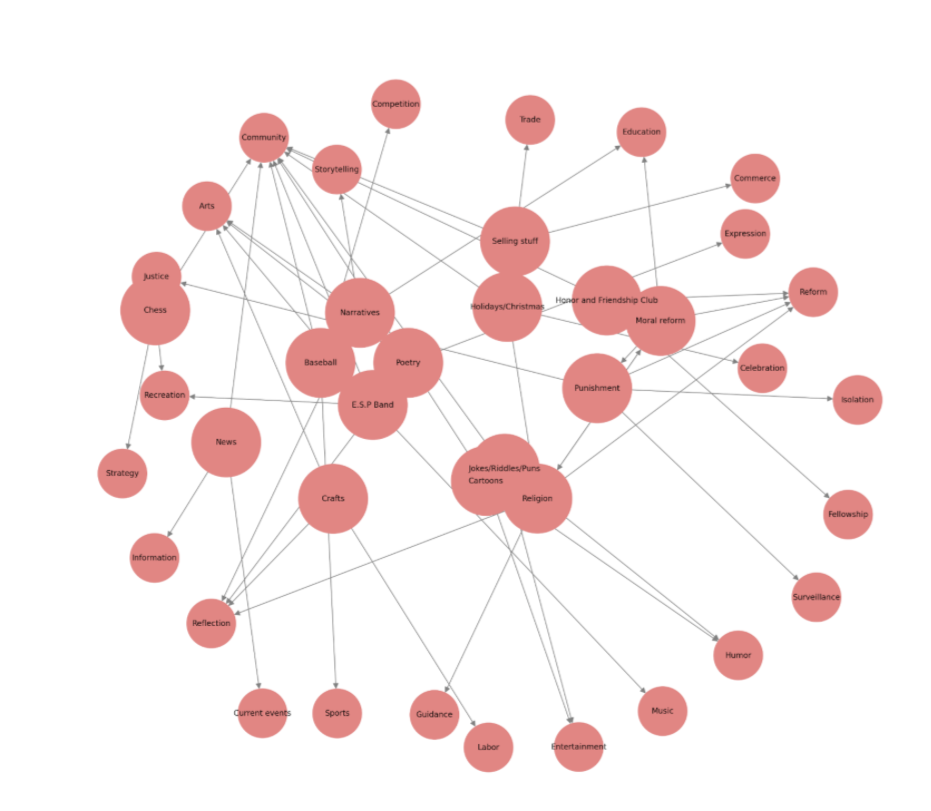 Competition
Trade
Education
Community
Storytelling
Commerce
Arts
Expression
Selling stuff
Justice
Reform
Honor and Friendship Club
Holidays/Christmas
Chess
Narratives
Moral reform
Baseball
Poetry
Celebration
Punishment
Recreation
Isolation
E.S.P Band
News
Jokes/Riddles/Puns
Strategy
Cartoons
Crafts
Religion
Fellowship
Information
Surveillance
Reflection
Humor
Current events
Sports
Guidance
Music
Labor
Entertainment